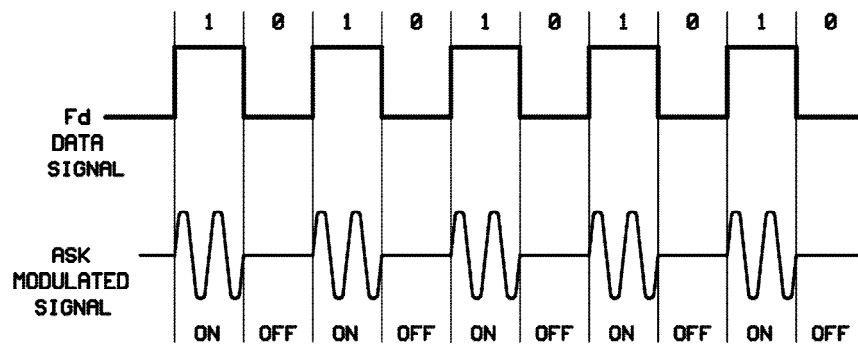 1 0 1 0 1 0 1 0 1 0
Fd
DATA
SIGNAL
ASK
MODULATED
SIGNAL
ON OFF ON OFF ON OFF ON OFF ON OFF